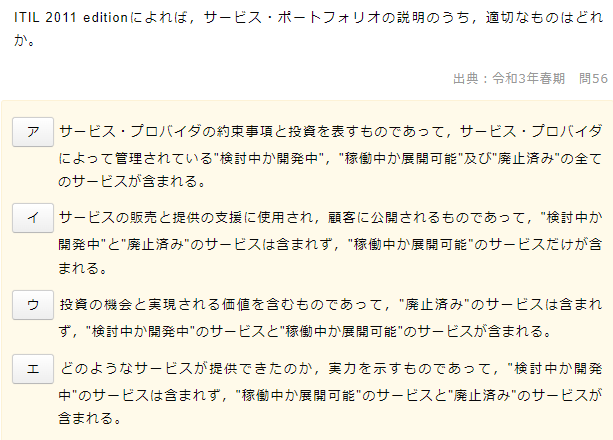 ITIL 2011 editionによれば，サービス・ポートフォリオの説明のうち，適切なものはどれ
か。
出典：令和3年春期　問56
ア サービス・プロバイダの約束事項と投資を表すものであって，サービス・プロバイダ
によって管理されている"検討中か開発中"，"稼働中か展開可能"及び"廃止済み"の全て
のサービスが含まれる。
イ サービスの販売と提供の支援に使用され，顧客に公開されるものであって，"検討中か
開発中"と"廃止済み"のサービスは含まれず，"稼働中か展開可能"のサービスだけが含
まれる。
ウ 投資の機会と実現される価値を含むものであって，"廃止済み"のサービスは含まれ
ず，"検討中か開発中"のサービスと"稼働中か展開可能"のサービスが含まれる。
エ どのようなサービスが提供できたのか，実力を示すものであって，"検討中か開発
中"のサービスは含まれず，"稼働中か展開可能"のサービスと"廃止済み"のサービスが
含まれる。